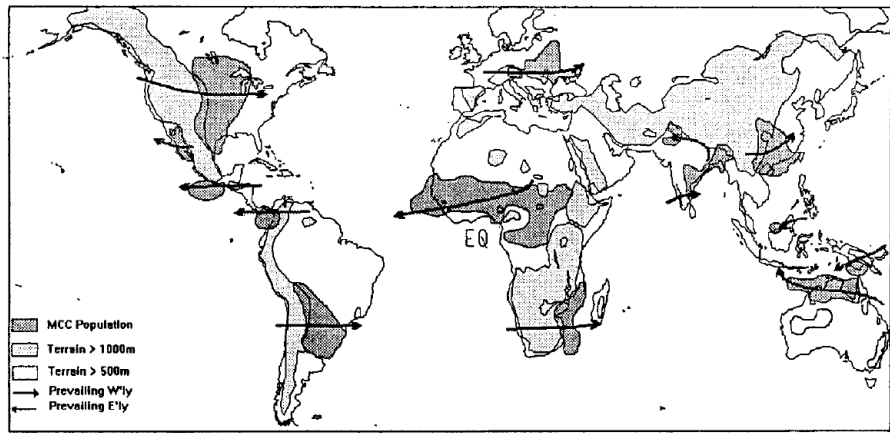 EQ
MCC Population
Terrain > 1000m
Terrain > 500m
Prevailing W'ly
Prevailing E'ly